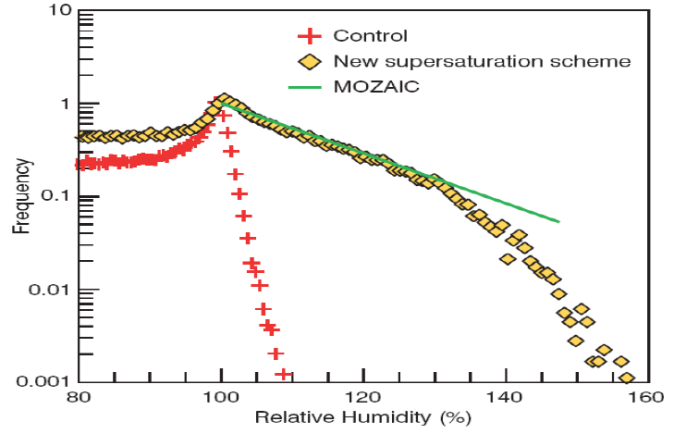 10
Control
New supersaturation scheme
MOZAIC
1
Frequency
0.1
0.01
0.001
80
100
120
140
160
Relative Humidity (%)